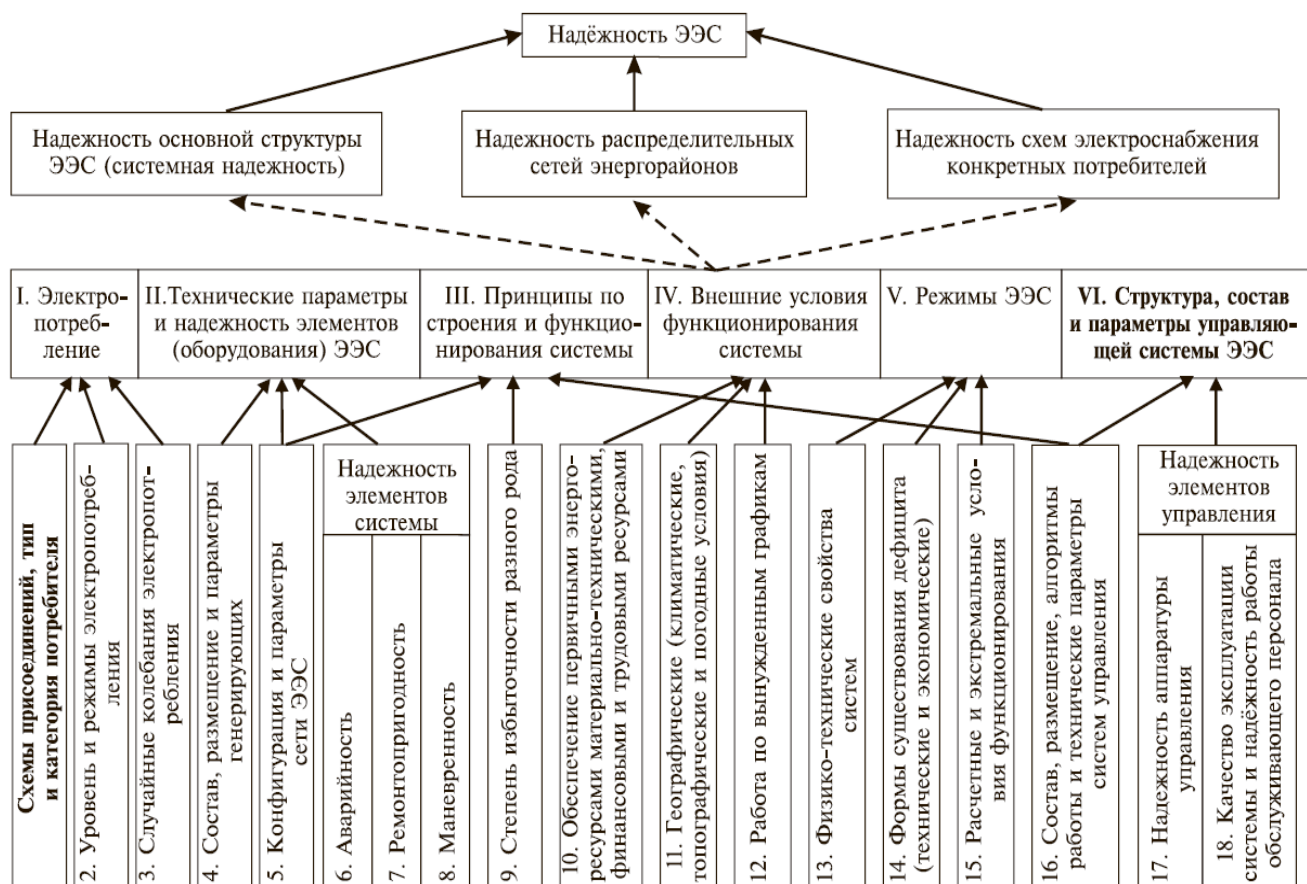 Надёжность ЭЭС
Надежность основной структуры
ЭЭС (системная надежность)
Надежность распределительных
сетей энергорайонов
Надежность схем электроснабжения
конкретных потребителей
I. Электро-
потреб-
ление
II.Технические параметры
и надежность элементов
(оборудования) ЭЭС
III. Принципы по
строения и функцио-
нирования системы
IV. Внешние условия
функционирования
системы
V. Режимы ЭЭС
VI. Структура, состав
и параметры управляю-
щей системы ЭЭС
Схемы присоединений, тип
и категория потребителя
2. Уровень и режимы электропотреб-
ления
3. Случайные колебания электропот-
ребления
4. Состав, размещение и параметры
генерирующих
5. Конфигурация и параметры
сети ЭЭС
Надежность
элементов
системы
6. Аварийность
7. Ремонтопригодность
8. Маневренность
9. Степень избыточности разного рода
10. Обеспечение первичными энерго-
ресурсами материально-техническими,
финансовыми и трудовыми ресурсами
11. Географические (климатические,
топографические и погодные условия)
12. Работа по вынужденным графикам
13. Физико-технические свойства
систем
14. Формы существования дефицита
(технические и экономические)
15. Расчетные и экстремальные усло-
вия функционирования
16. Состав, размещение, алгоритмы
работы и технические параметры
систем управления
Надежность
элементов
управления
17. Надежность аппаратуры
управления
18. Качество эксплуатации
системы и надёжность работы
обслуживающего персонала